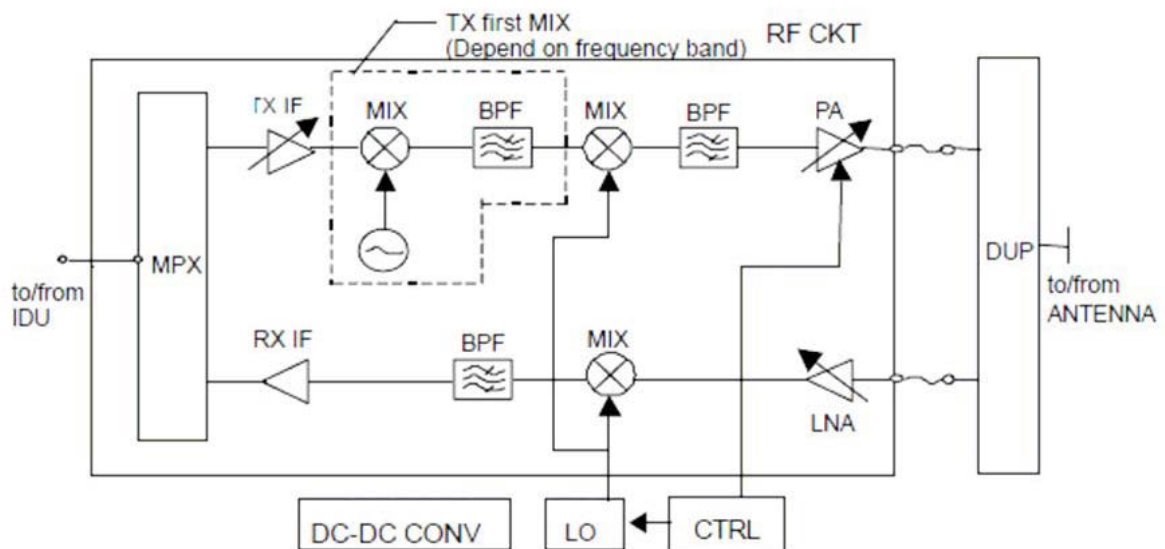 TX first MIX
(Depend on frequency band)
RF CKT
TX IF
MIX
BPF
MIX
BPF
PA
MPX
DUP
to/from
IDU
to/from
ANTENNA
RX IF
BPF
MIX
LNA
DC-DC CONV
LO
CTRL